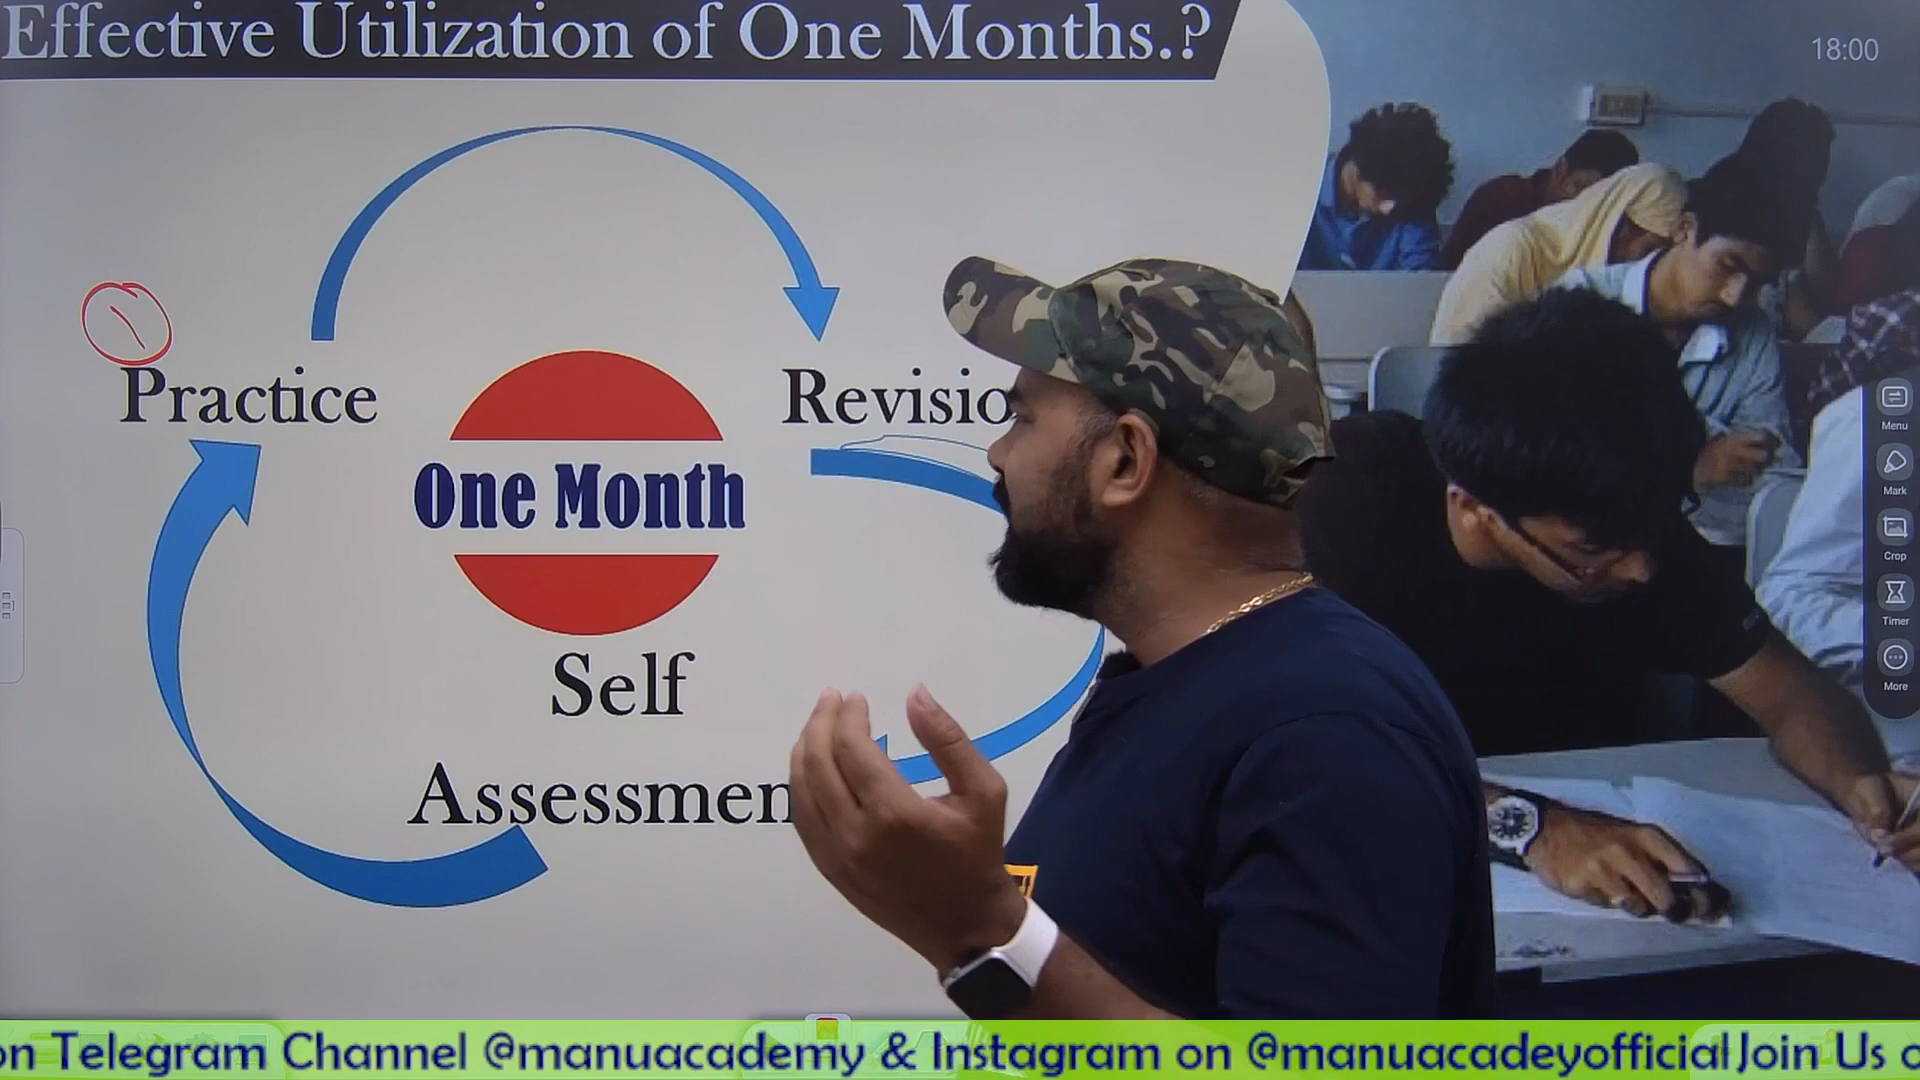 Effective Utilization of One Months.?
18:00
Practice
Revisio
One Month
Self
Assessmen
Menu
Mark
Crop
Timer
More
on Telegram Channel @manuacademy & Instagram on @manuacadeyofficial Join Us o